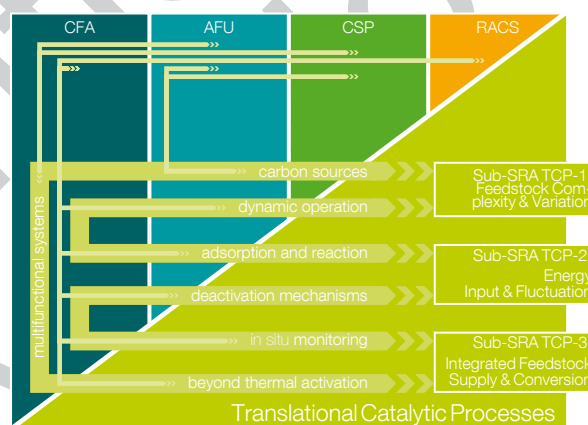 CFA AFU CSP RACS
carbon sources
dynamic operation
adsorption and reaction
deactivation mechanisms
in situ monitoring
beyond thermal activation
multifunctional systems
Sub-SRA TCP-1
Feedstock Com-
plexity & Variation
Sub-SRA TCP-2
Energy
Input & Fluctuation
Sub-SRA TCP-3
Integrated Feedstock
Supply & Conversion
Translational Catalytic Processes